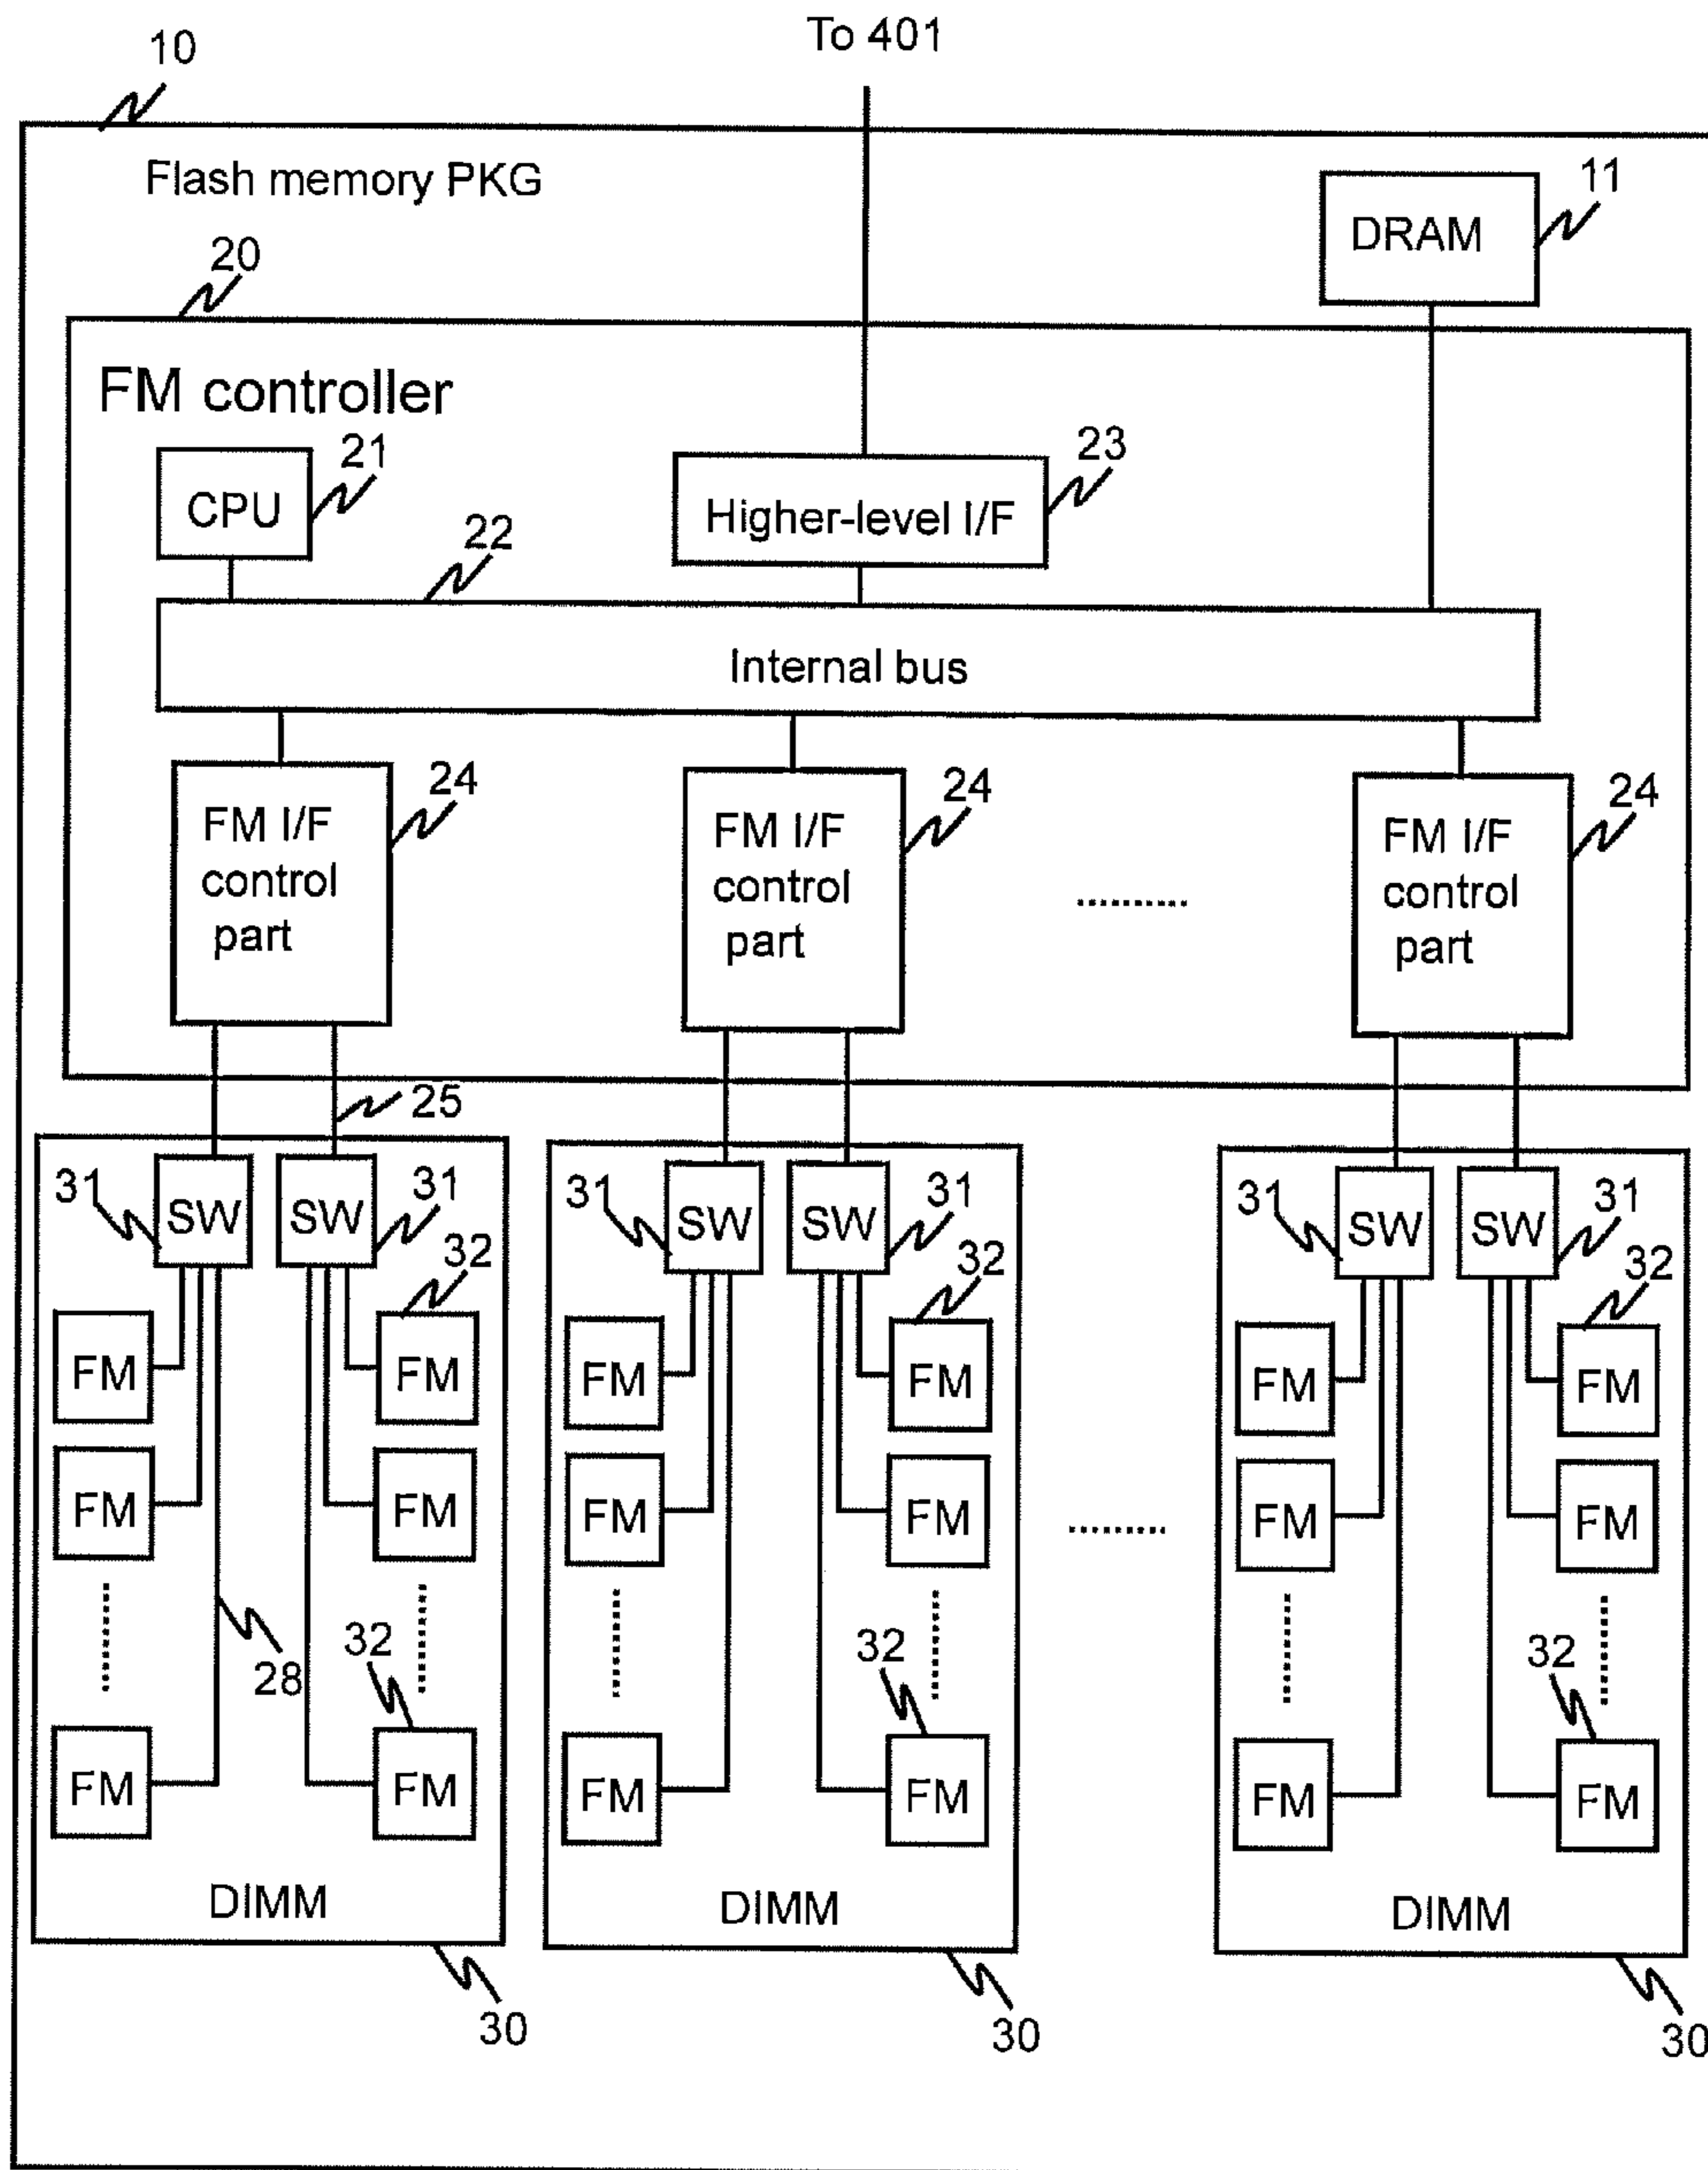 To 401
10
Flash memory PKG
11
DRAM
20
FM controller
21
CPU
23
Higher-level I/F
22
Internal bus
24
FM I/F
control
part
24
FM I/F
control
part
24
FM I/F
control
part
25
31
SW
SW
31
32
FM
FM
FM
FM
28
32
FM
FM
DIMM
30
31
SW
SW
31
32
FM
FM
FM
FM
32
FM
FM
DIMM
30
31
SW
SW
31
32
FM
FM
FM
FM
32
FM
FM
DIMM
30